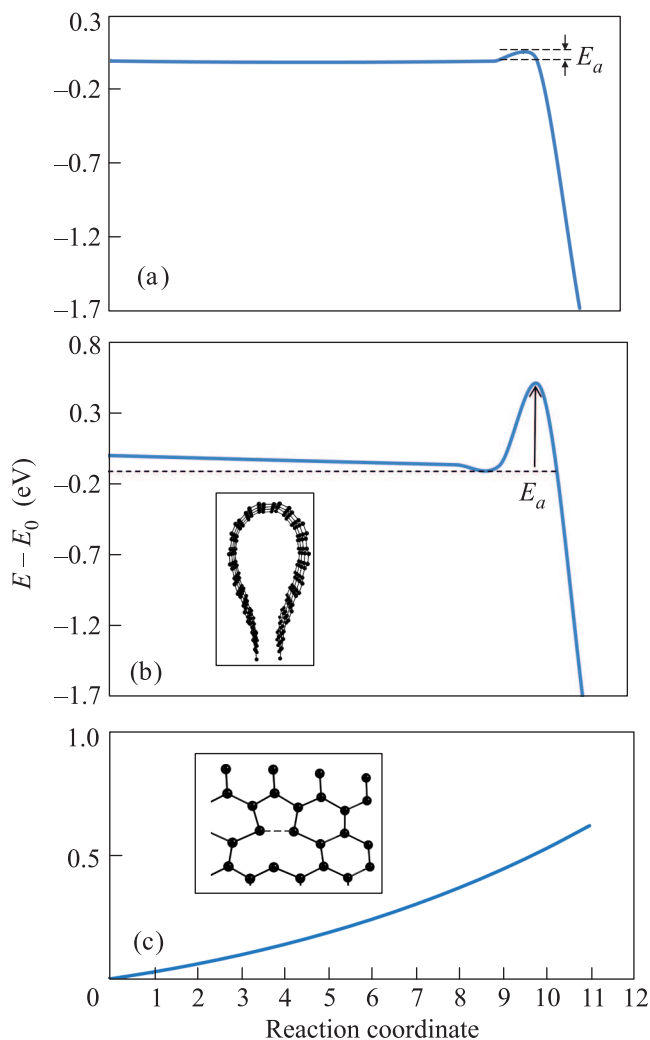 0.3
–0.2
–0.7
–1.2
–1.7
(a)
E_a
0.8
0.3
–0.2
–0.7
–1.2
–1.7
(b)
E_a
E – E_0 (eV)
1.0
0.5
0
(c)
1 2 3 4 5 6 7 8 9 10 11 12
Reaction coordinate